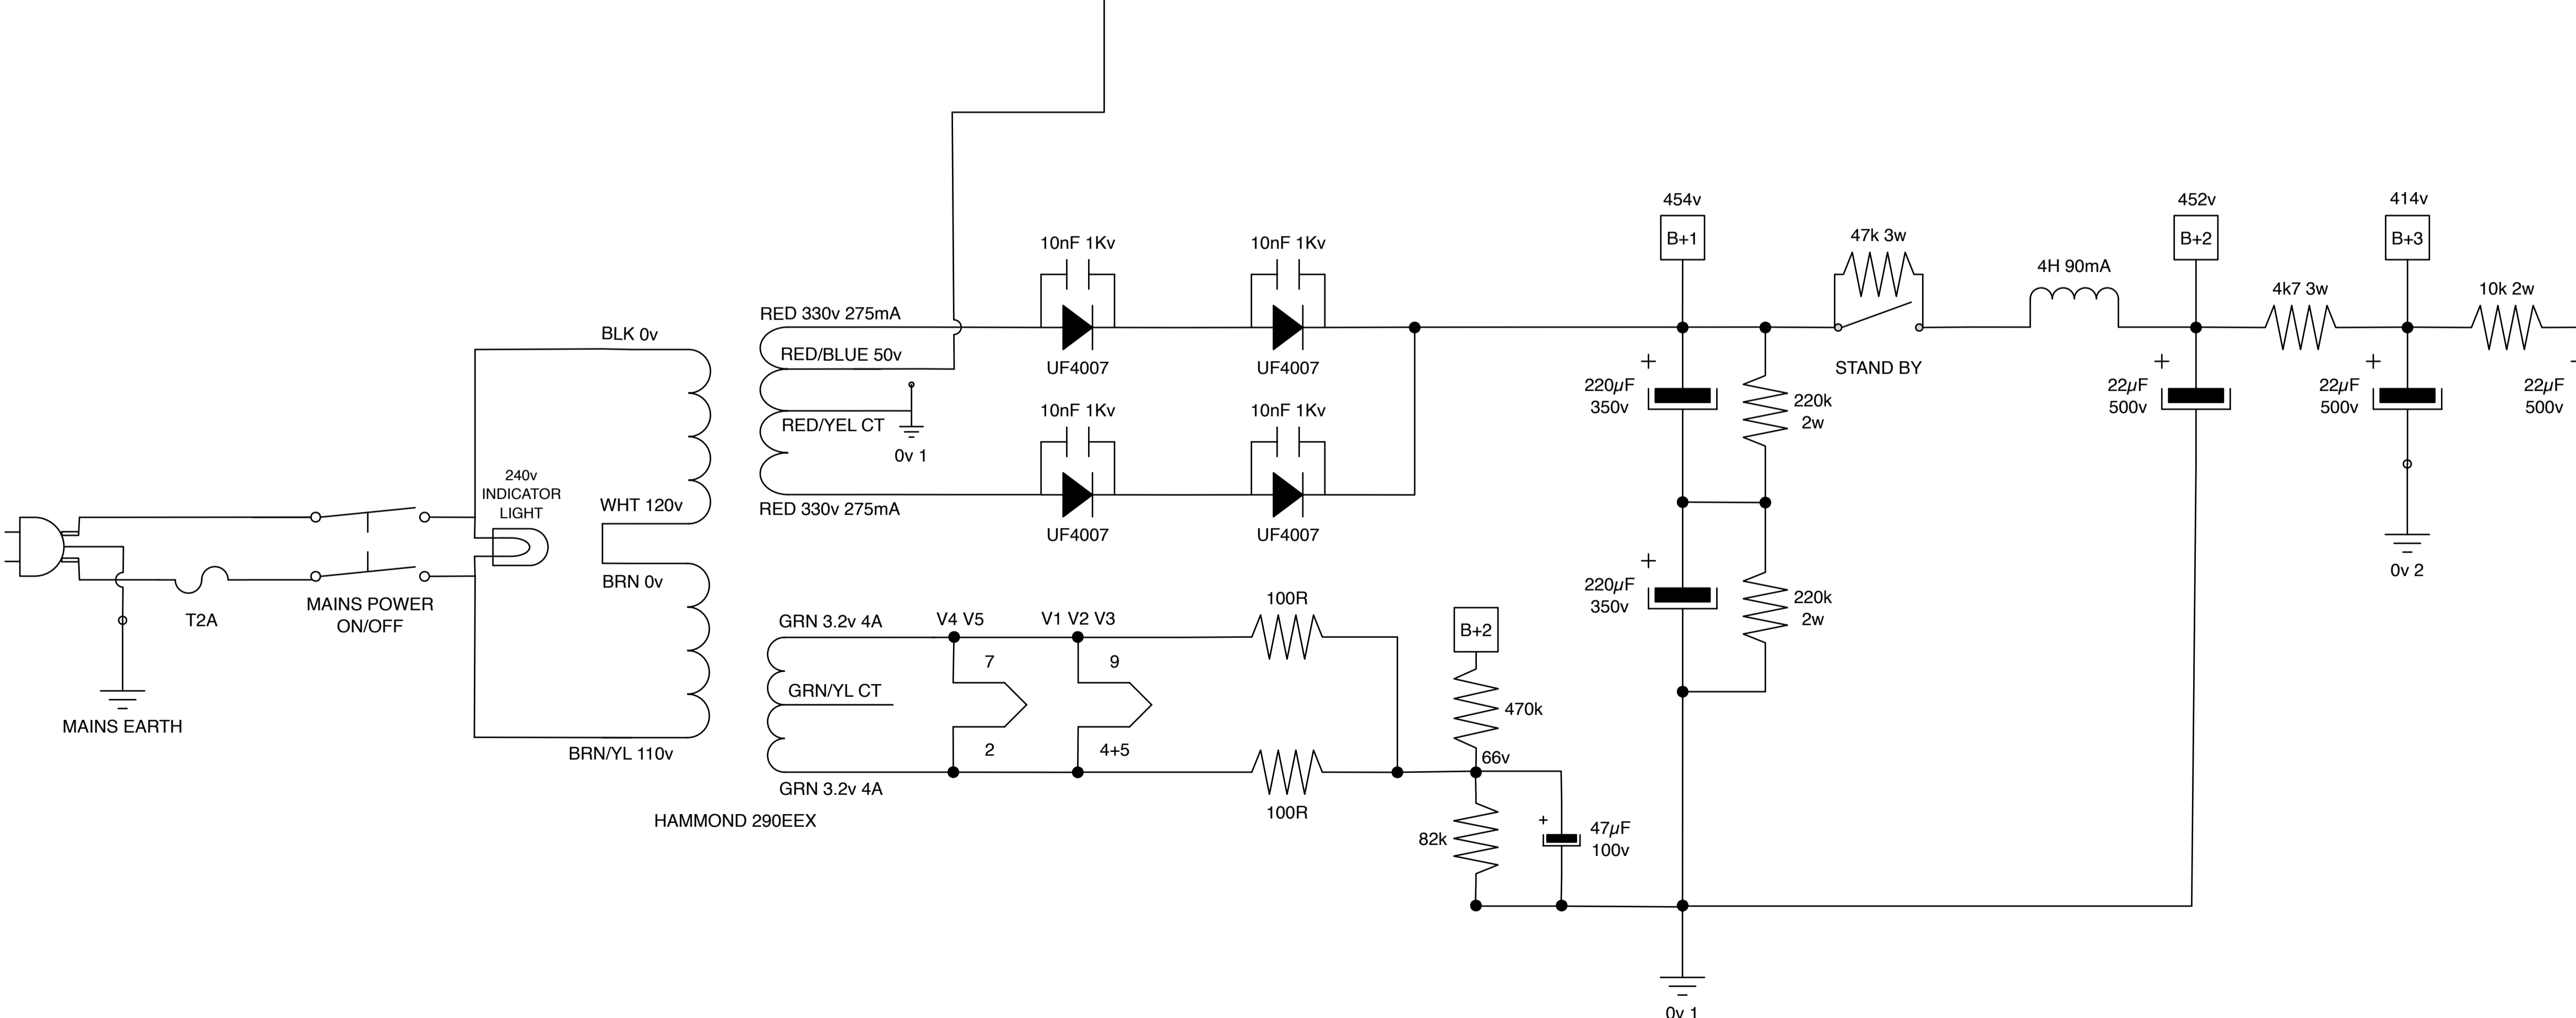 454v
B+1
452v
B+2
414v
B+3
10nF 1Kv
10nF 1Kv
47k 3w
4H 90mA
4k7 3w
10k 2w
RED 330v 275mA
BLK 0v
RED/BLUE 50v
UF4007
UF4007
STAND BY
+
+
+
220µF
350v
220k
2w
22µF
500v
22µF
500v
22µF
500v
10nF 1Kv
10nF 1Kv
RED/YEL CT
0v 1
240v
INDICATOR
LIGHT
WHT 120v
RED 330v 275mA
UF4007
UF4007
BRN 0v
+
220µF
350v
220k
2w
0v 2
T2A
MAINS POWER
ON/OFF
GRN 3.2v 4A
V4 V5
V1 V2 V3
100R
B+2
7
9
GRN/YL CT
470k
MAINS EARTH
BRN/YL 110v
2
4+5
66v
GRN 3.2v 4A
100R
HAMMOND 290EEX
82k
+
47µF
100v
0v 1